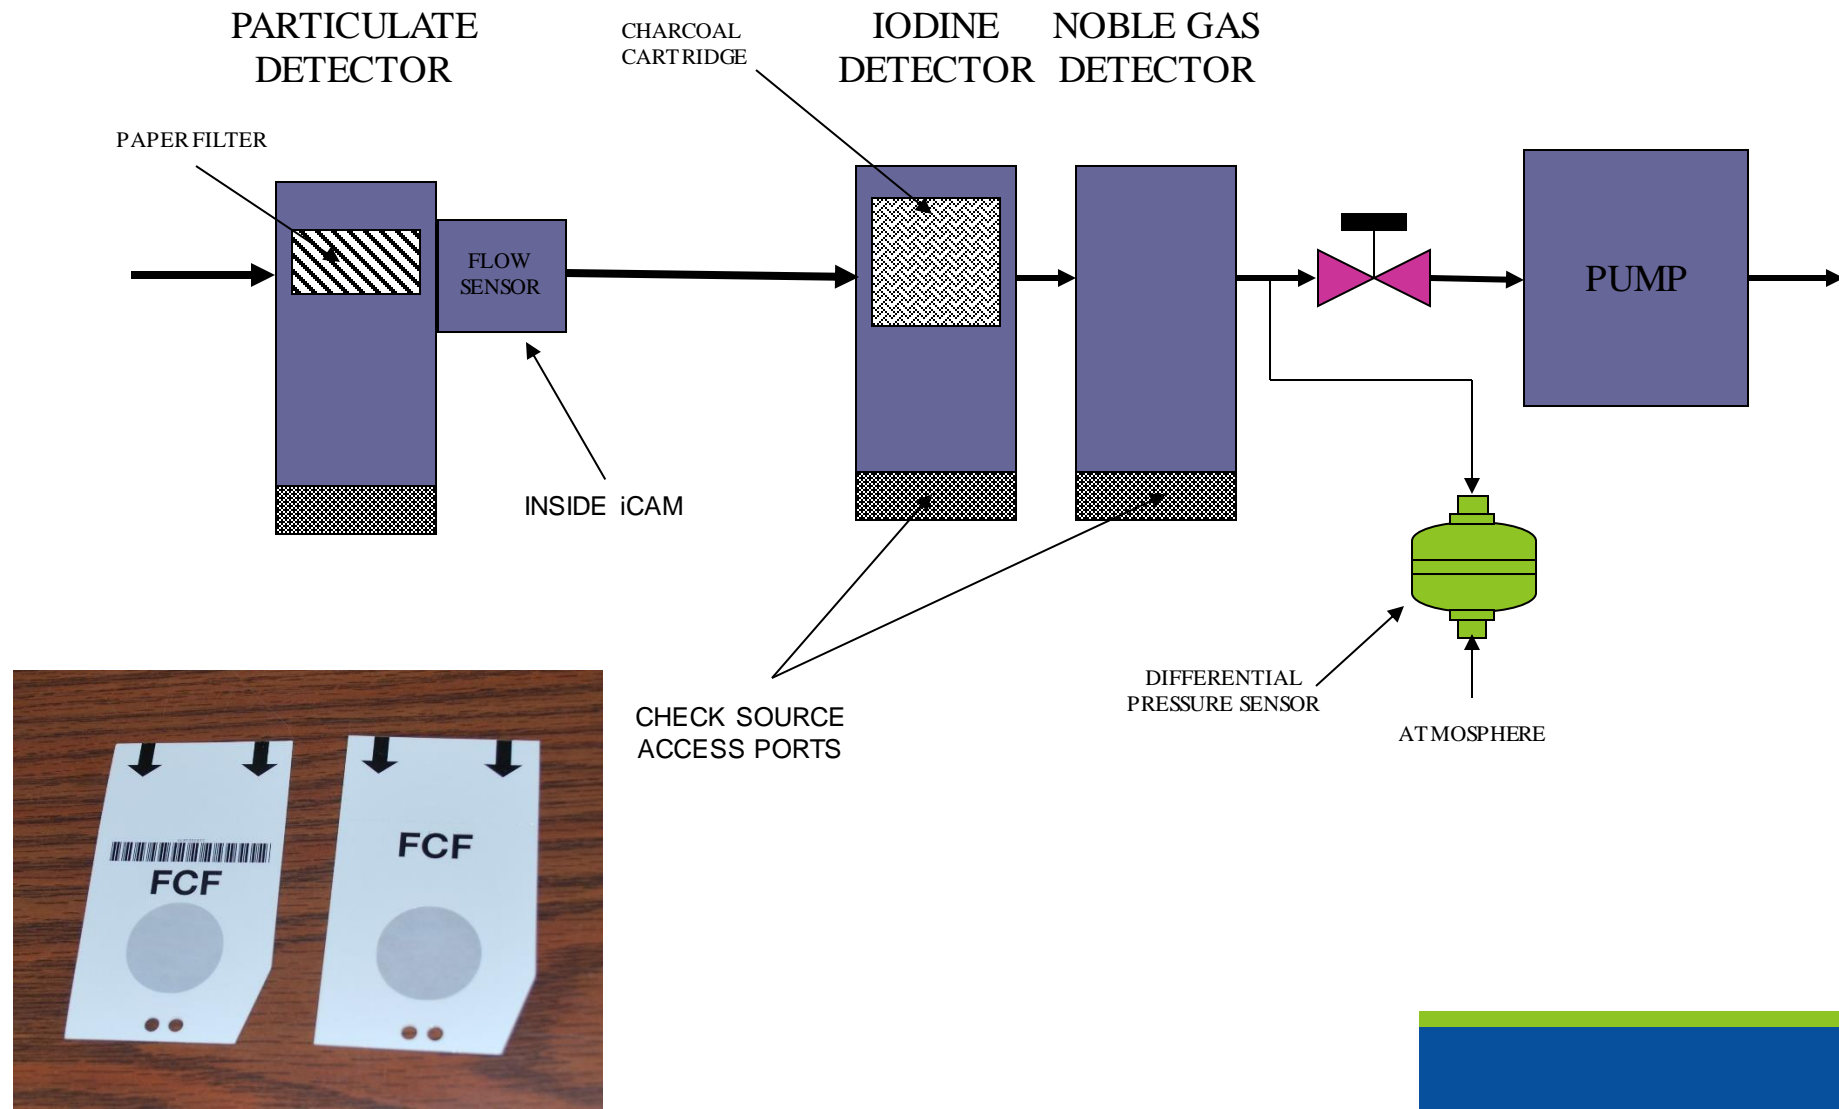 PARTICULATE
DETECTOR
CHARCOAL
CARTRIDGE
IODINE
DETECTOR
NOBLE GAS
DETECTOR
PAPER FILTER
FLOW
SENSOR
PUMP
INSIDE iCAM
CHECK SOURCE
ACCESS PORTS
DIFFERENTIAL
PRESSURE SENSOR
ATMOSPHERE
FCF
FCF